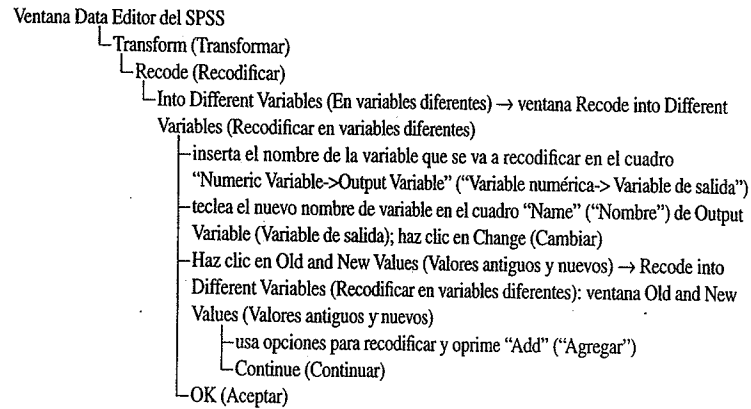 Ventana Data Editor del SPSS
Transform (Transformar)
Recode (Recodificar)
Into Different Variables (En variables diferentes) → ventana Recode into Different
Variables (Recodificar en variables diferentes)
inserta el nombre de la variable que se va a recodificar en el cuadro
“Numeric Variable->Output Variable” (“Variable numérica-> Variable de salida”)
teclea el nuevo nombre de variable en el cuadro “Name” (“Nombre”) de Output
Variable (Variable de salida); haz clic en Change (Cambiar)
Haz clic en Old and New Values (Valores antiguos y nuevos) → Recode into
Different Variables (Recodificar en variables diferentes): ventana Old and New
Values (Valores antiguos y nuevos)
usa opciones para recodificar y oprime “Add” (“Agregar”)
Continue (Continuar)
OK (Aceptar)